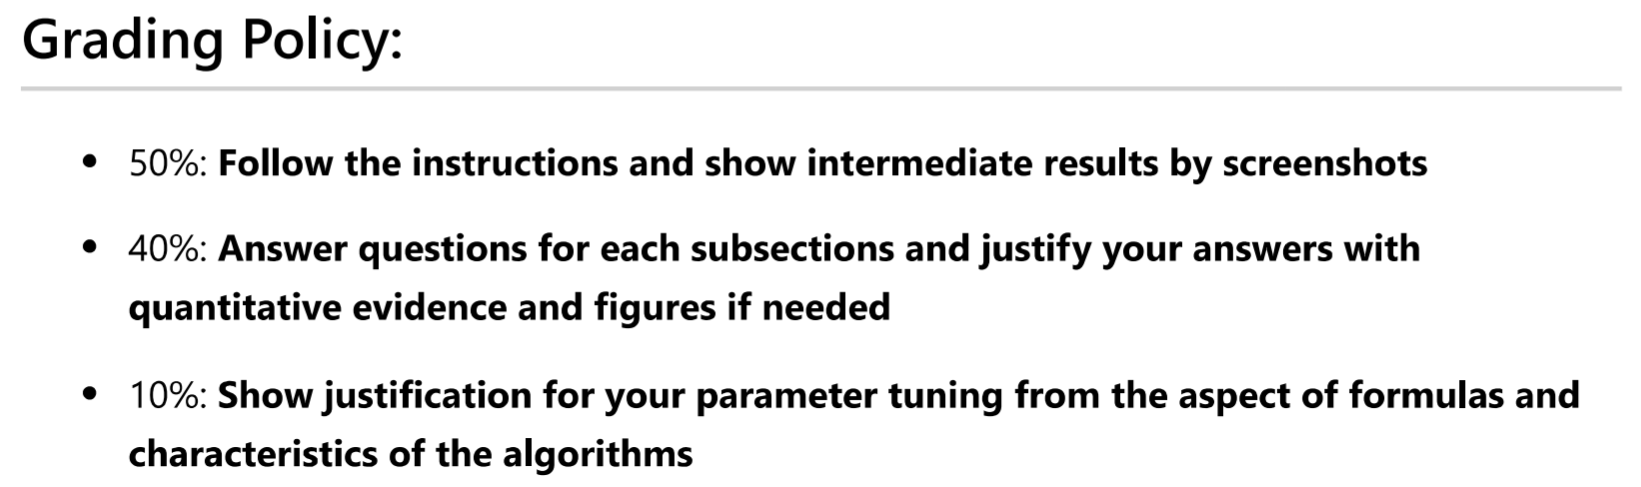 Grading Policy:
• 50%: Follow the instructions and show intermediate results by screenshots
• 40%: Answer questions for each subsections and justify your answers with
quantitative evidence and figures if needed
• 10%: Show justification for your parameter tuning from the aspect of formulas and
characteristics of the algorithms